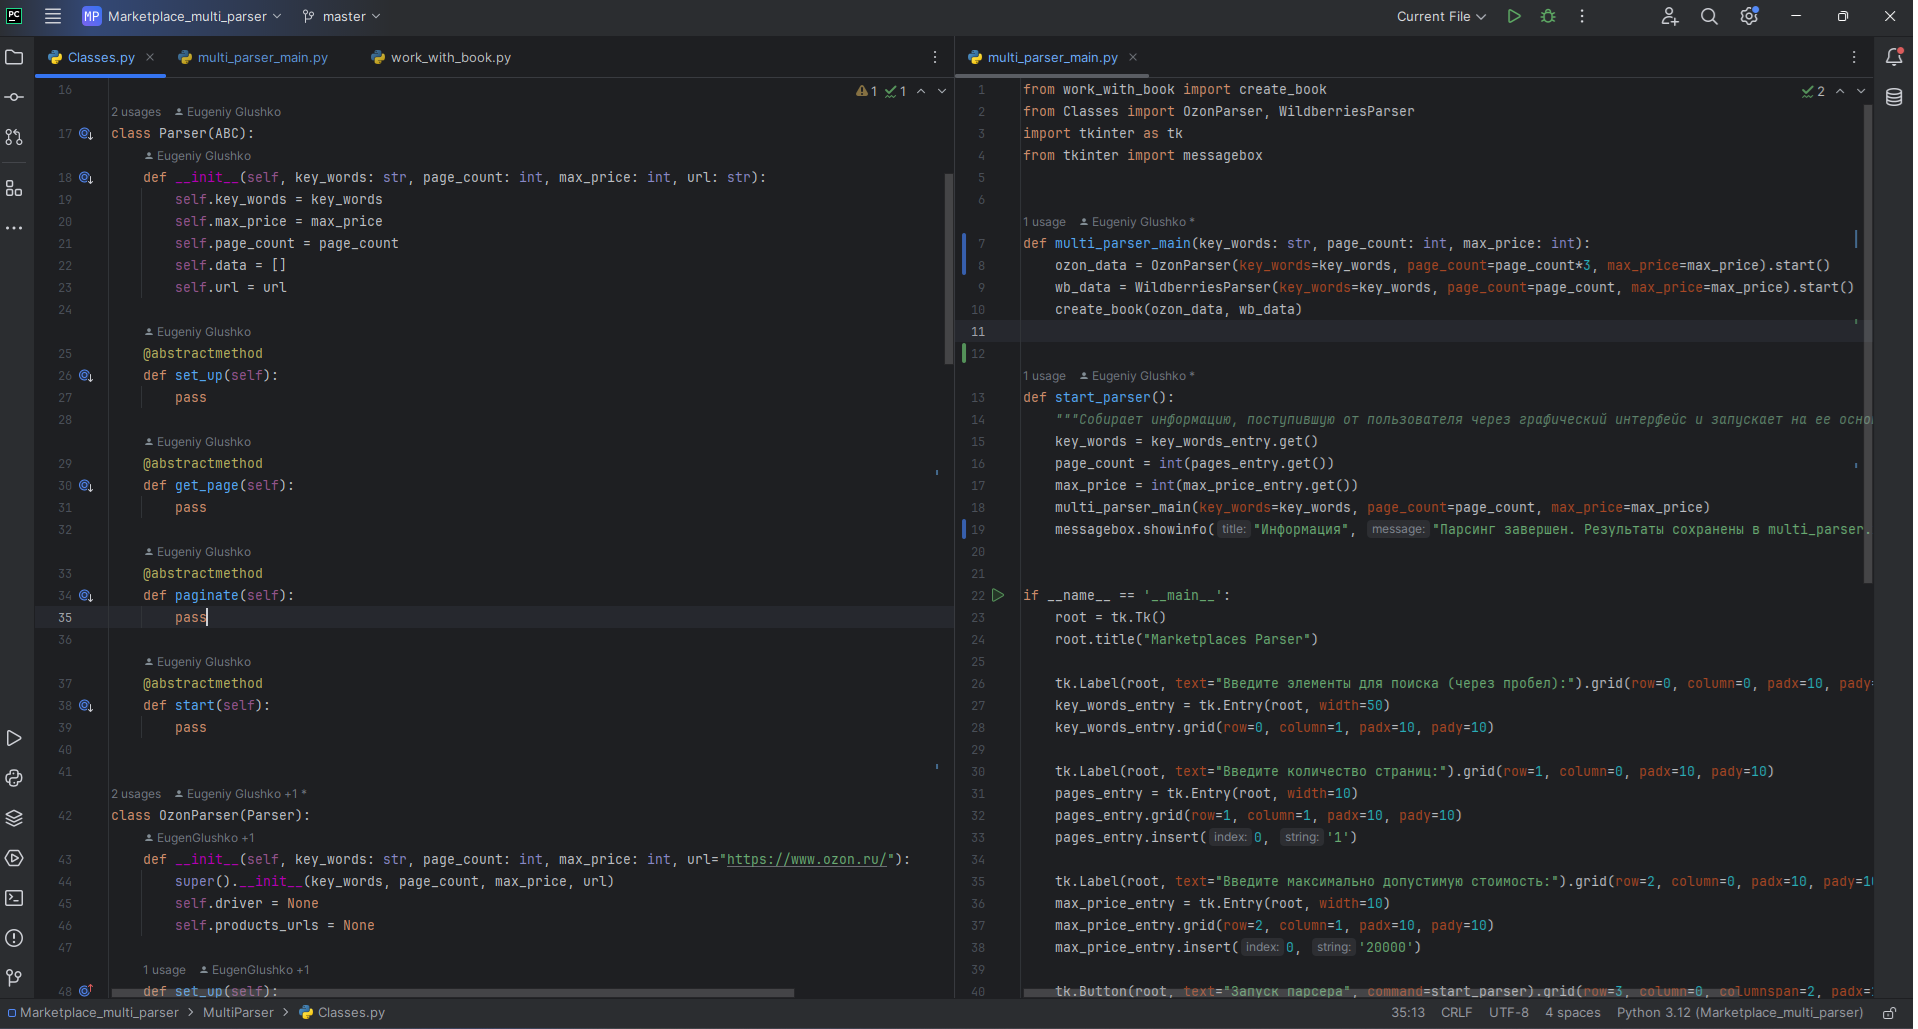 MP Marketplace_multi_parser master Current File
Classes.py multi_parser_main.py work_with_book.py
16
2 usages Eugeniy Glushko
17 class Parser(ABC):
Eugeniy Glushko
18 def __init__(self, key_words: str, page_count: int, max_price: int, url: str):
19 self.key_words = key_words
20 self.max_price = max_price
21 self.page_count = page_count
22 self.data = []
23 self.url = url
24
Eugeniy Glushko
25 @abstractmethod
26 def set_up(self):
27 pass
28
Eugeniy Glushko
29 @abstractmethod
30 def get_page(self):
31 pass
32
Eugeniy Glushko
33 @abstractmethod
34 def paginate(self):
35 pass
36
Eugeniy Glushko
37 @abstractmethod
38 def start(self):
39 pass
40
41
2 usages Eugeniy Glushko +1 *
42 class OzonParser(Parser):
EugenGlushko +1
43 def __init__(self, key_words: str, page_count: int, max_price: int, url="https://www.ozon.ru/"):
44 super().__init__(key_words, page_count, max_price, url)
45 self.driver = None
46 self.products_urls = None
47
1 usage EugenGlushko +1
48 def set_up(self):
1 1
multi_parser_main.py
2
1 from work_with_book import create_book
2 from Classes import OzonParser, WildberriesParser
3 import tkinter as tk
4 from tkinter import messagebox
5
6
1 usage Eugeniy Glushko *
7 def multi_parser_main(key_words: str, page_count: int, max_price: int):
8 ozon_data = OzonParser(key_words=key_words, page_count=page_count*3, max_price=max_price).start()
9 wb_data = WildberriesParser(key_words=key_words, page_count=page_count, max_price=max_price).start()
10 create_book(ozon_data, wb_data)
11
12
1 usage Eugeniy Glushko *
13 def start_parser():
14 """Собирает информацию, поступившую от пользователя через графический интерфейс и запускает на ее осно
15 key_words = key_words_entry.get()
16 page_count = int(pages_entry.get())
17 max_price = int(max_price_entry.get())
18 multi_parser_main(key_words=key_words, page_count=page_count, max_price=max_price)
19 messagebox.showinfo( title: "Информация", message: "Парсинг завершен. Результаты сохранены в multi_parser.
20
21
22 if __name__ == '__main__':
23 root = tk.Tk()
24 root.title("Marketplaces Parser")
25
26 tk.Label(root, text="Введите элементы для поиска (через пробел):").grid(row=0, column=0, padx=10, pady=
27 key_words_entry = tk.Entry(root, width=50)
28 key_words_entry.grid(row=0, column=1, padx=10, pady=10)
29
30 tk.Label(root, text="Введите количество страниц:").grid(row=1, column=0, padx=10, pady=10)
31 pages_entry = tk.Entry(root, width=10)
32 pages_entry.grid(row=1, column=1, padx=10, pady=10)
33 pages_entry.insert( index: 0, string: '1')
34
35 tk.Label(root, text="Введите максимально допустимую стоимость:").grid(row=2, column=0, padx=10, pady=1
36 max_price_entry = tk.Entry(root, width=10)
37 max_price_entry.grid(row=2, column=1, padx=10, pady=10)
38 max_price_entry.insert( index: 0, string: '20000')
39
40 tk.Button(root, text="Запуск парсера", command=start_parser).grid(row=3, column=0, columnspan=2, padx=
Marketplace_multi_parser > MultiParser > Classes.py 35:13 CRLF UTF-8 4 spaces Python 3.12 (Marketplace_multi_parser)